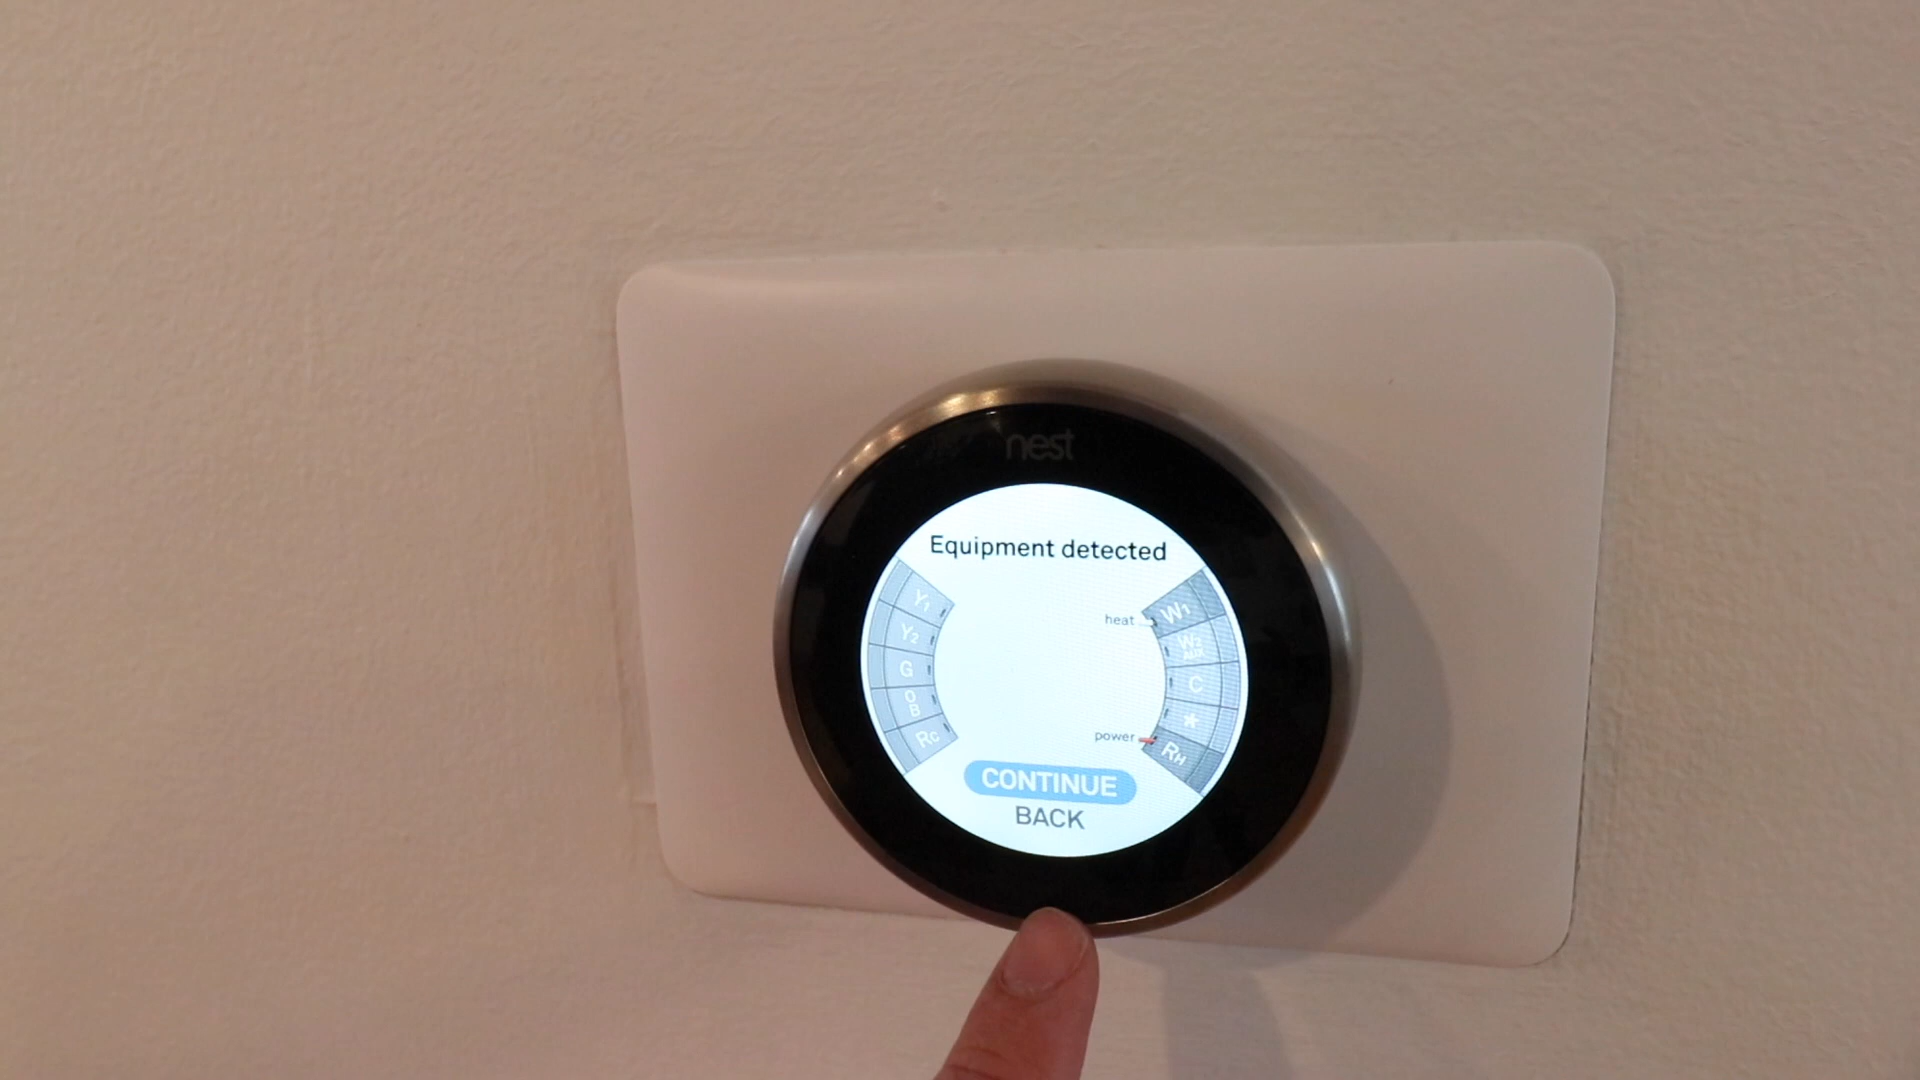 nest
Equipment detected
Y1
Y2
G
O
B
RC
heat
W1
W2
AUX
C
*
power
RH
CONTINUE
BACK